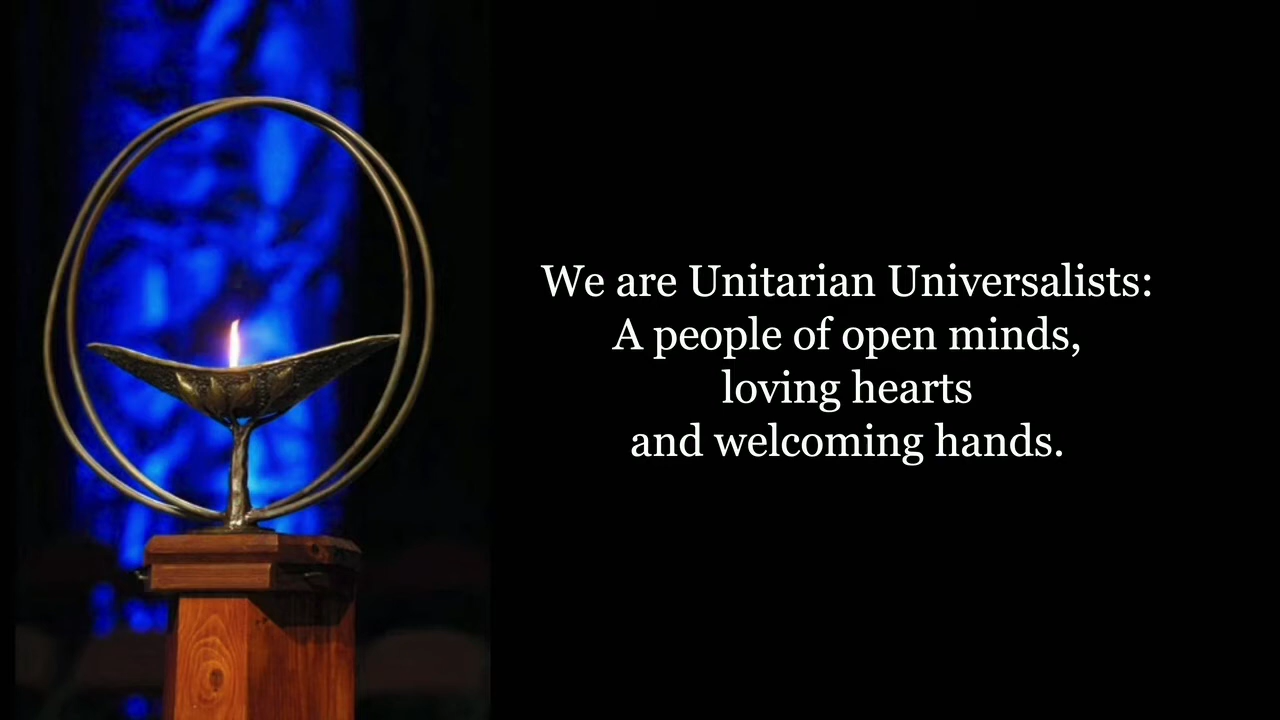 We are Unitarian Universalists:
A people of open minds,
loving hearts
and welcoming hands.